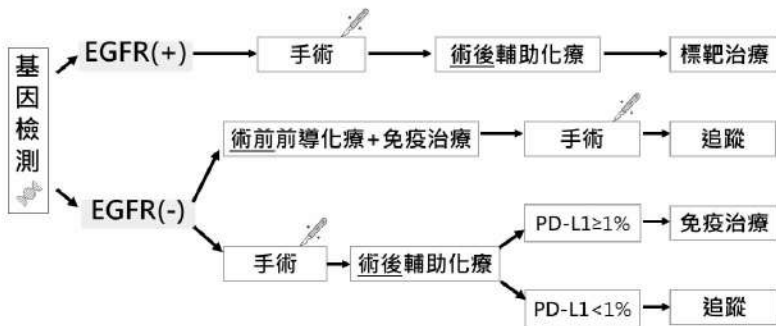 基因檢測
EGFR(+)
手術
術後輔助化療
標靶治療
術前前導化療+免疫治療
手術
追蹤
EGFR(-)
手術
術後輔助化療
PD-L1≥1%
免疫治療
PD-L1<1%
追蹤